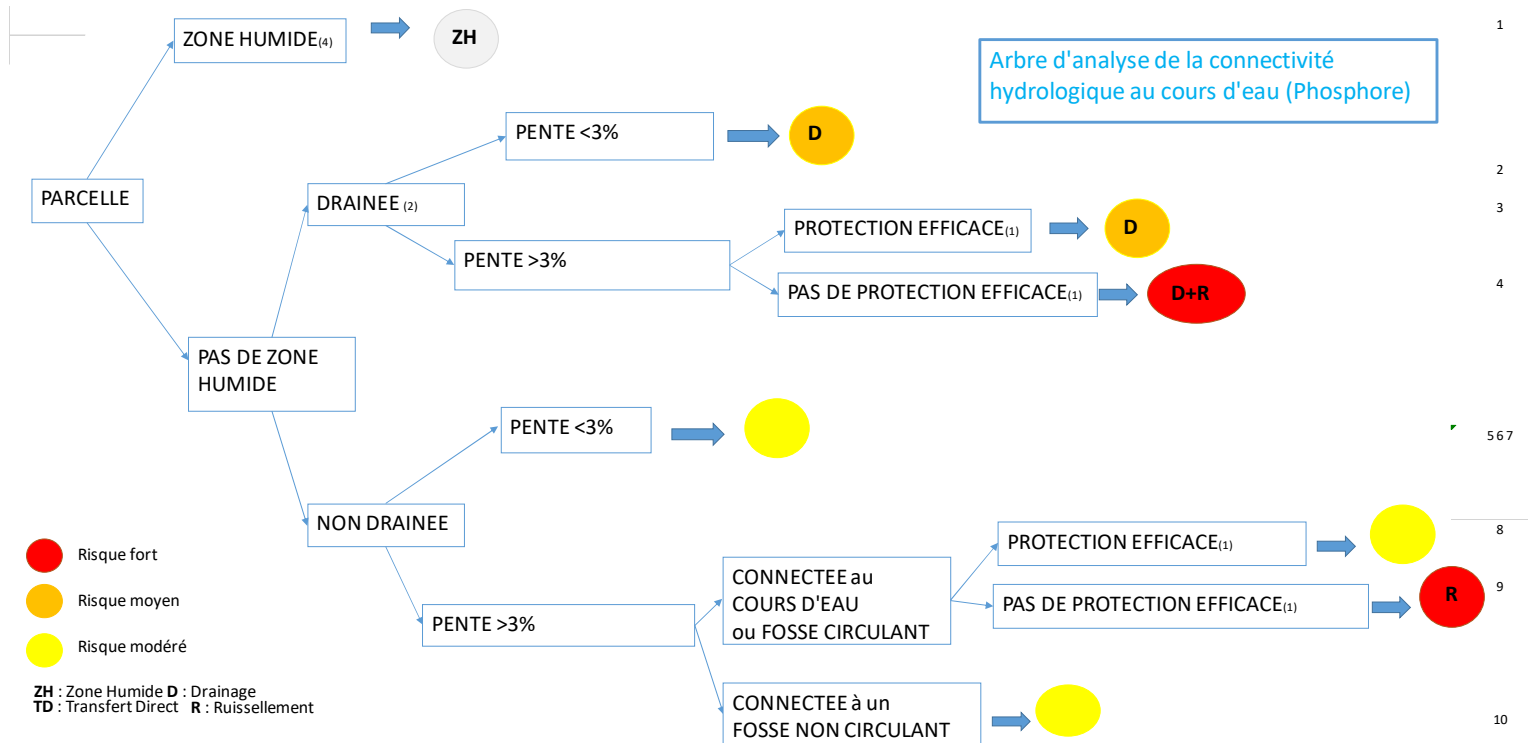 ZONE HUMIDE(4)
ZH
1
Arbre d'analyse de la connectivité
hydrologique au cours d'eau (Phosphore)
PENTE <3%
D
2
PARCELLE
DRAINEE (2)
3
PROTECTION EFFICACE(1)
D
PENTE >3%
4
PAS DE PROTECTION EFFICACE(1)
D+R
PAS DE ZONE
HUMIDE
PENTE <3%
5 6 7
NON DRAINEE
8
PROTECTION EFFICACE(1)
Risque fort
CONNECTEE au
COURS D'EAU
ou FOSSE CIRCULANT
9
PAS DE PROTECTION EFFICACE(1)
R
Risque moyen
PENTE >3%
Risque modéré
ZH : Zone Humide D : Drainage
TD : Transfert Direct R : Ruissellement
CONNECTEE à un
FOSSE NON CIRCULANT
10